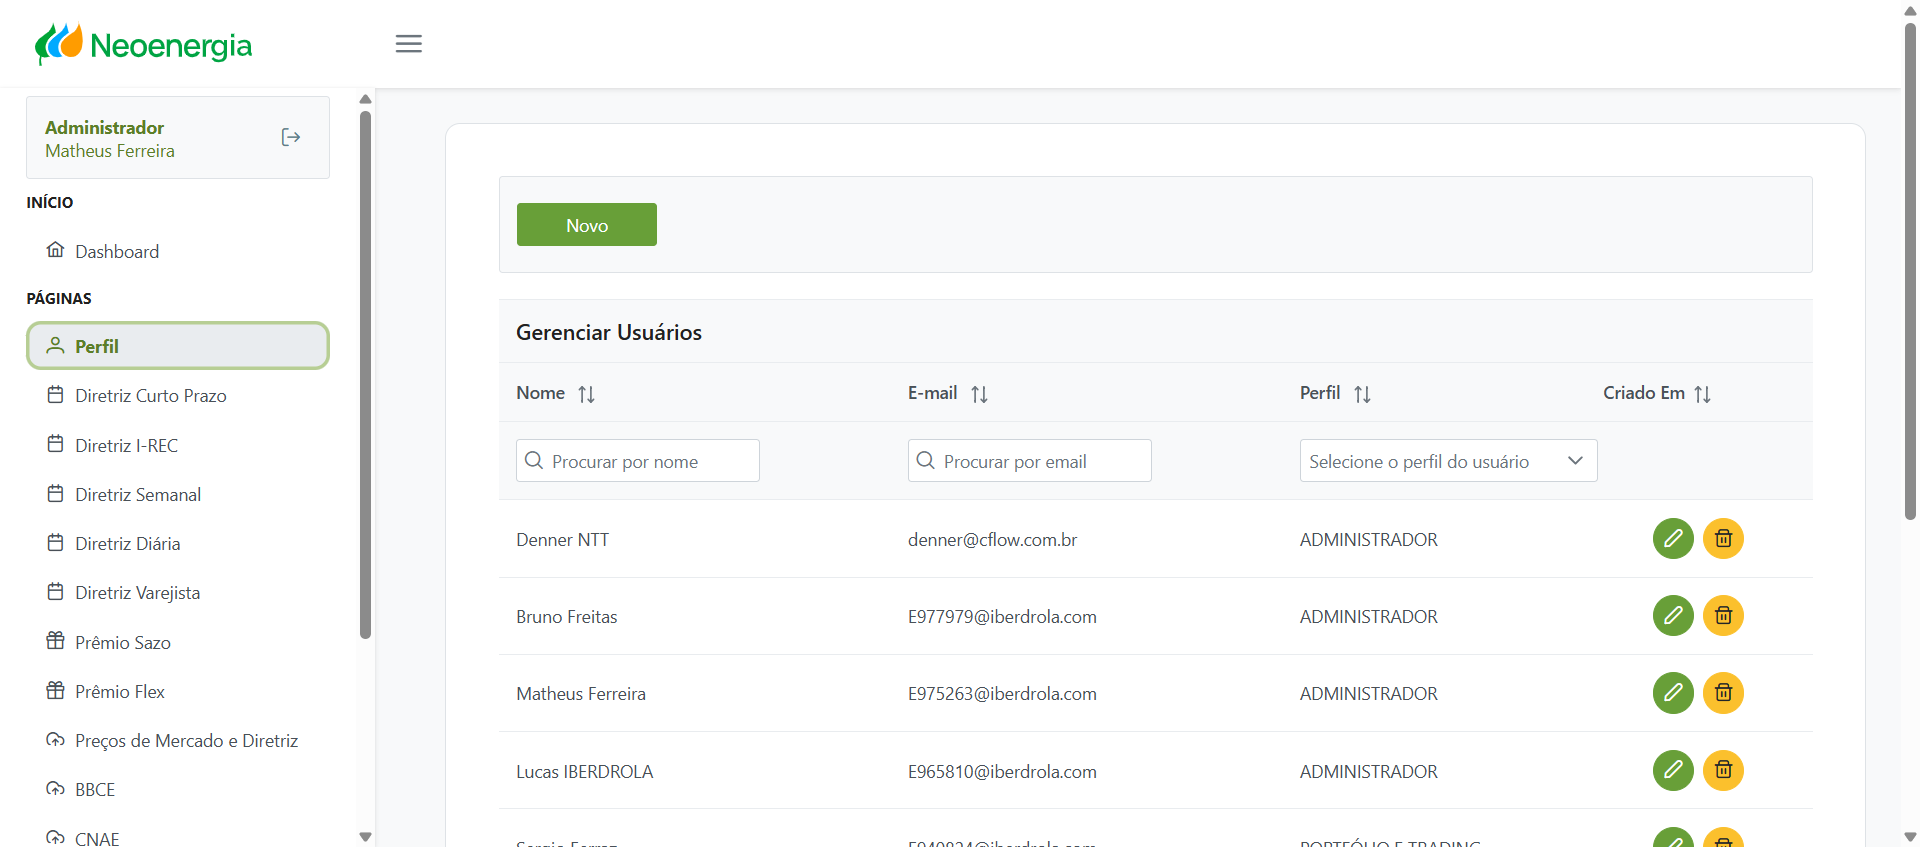 Neoenergia
Administrador
Matheus Ferreira
INÍCIO
Dashboard
PÁGINAS
Perfil
Diretriz Curto Prazo
Diretriz I-REC
Diretriz Semanal
Diretriz Diária
Diretriz Varejista
Prêmio Sazo
Prêmio Flex
Preços de Mercado e Diretriz
BBCE
CNAE
Novo
Gerenciar Usuários
Nome E-mail Perfil Criado Em
Procurar por nome Procurar por email Selecione o perfil do usuário
Denner NTT denner@cflow.com.br ADMINISTRADOR
Bruno Freitas E977979@iberdrola.com ADMINISTRADOR
Matheus Ferreira E975263@iberdrola.com ADMINISTRADOR
Lucas IBERDROLA E965810@iberdrola.com ADMINISTRADOR